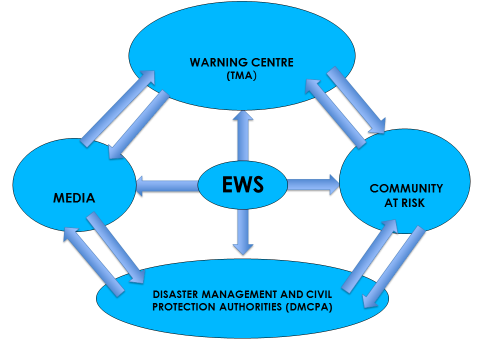 WARNING CENTRE
(TMA)
MEDIA
EWS
COMMUNITY
AT RISK
DISASTER MANAGEMENT AND CIVIL
PROTECTION AUTHORITIES (DMCPA)